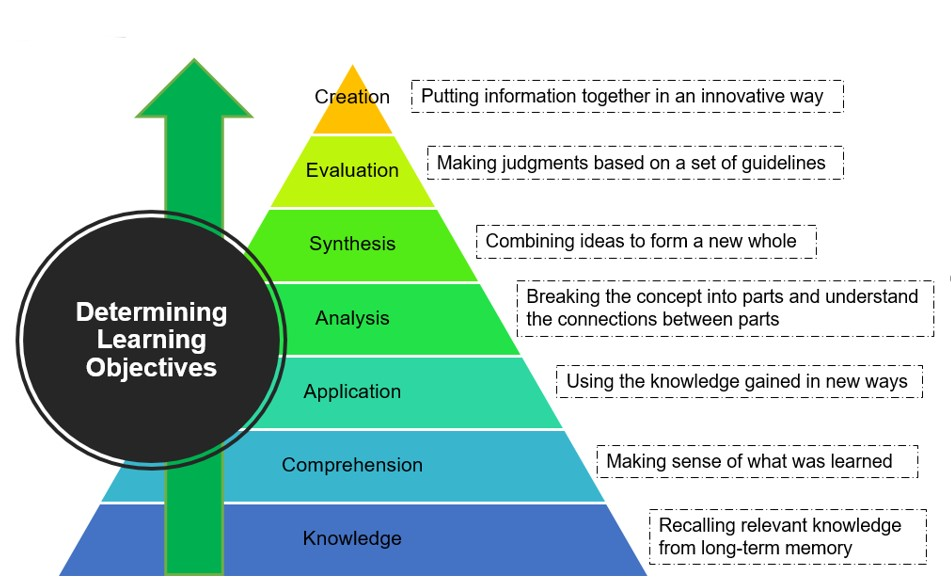 Creation
Putting information together in an innovative way
Evaluation
Making judgments based on a set of guidelines
Synthesis
Combining ideas to form a new whole
Determining
Learning
Objectives
Analysis
Breaking the concept into parts and understand
the connections between parts
Application
Using the knowledge gained in new ways
Comprehension
Making sense of what was learned
Knowledge
Recalling relevant knowledge
from long-term memory